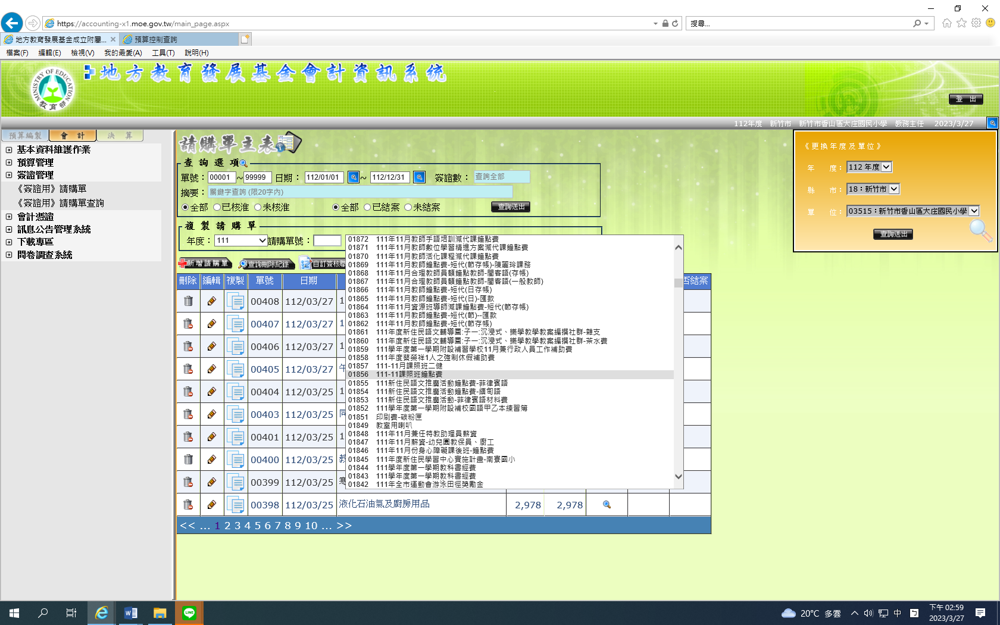 https://accounting-x1.moe.gov.tw/main_page.aspx
搜尋...
地方教育發展基金成立附屬...
預算控制查詢
檔案(F) 編輯(E) 檢視(V) 我的最愛(A) 工具(T) 說明(H)
MINISTRY OF EDUCATION
教育部
地方教育發展基金會計資訊系統
登 出
112年度 新竹市 新竹市香山區大庄國民小學 教務主任 2023/3/27
預算編製 會 計 決 算
基本資料維護作業
預算管理
簽證管理
《簽證用》請購單
《簽證用》請購單查詢
會計憑證
訊息公告管理系統
下載專區
問卷調查系統
請購單主表
查 詢 選 項
單號：00001~99999 日期：112/01/01 ~ 112/12/31 簽證數：查詢全部
摘要：關鍵字查詢 (限20字內)
全部 已核准 未核准 全部 已結案 未結案 查詢送出
複 製 請 購 單
年度：111 請購單號：
新增請購單 查詢刪除紀錄 自訂簽核
刪除 編輯 複製 單號 日期 否結案
00408 112/03/27 1
00407 112/03/27 1
00406 112/03/27 1
00405 112/03/27 午
00404 112/03/25 1
00403 112/03/25 同
00401 112/03/25 1
00400 112/03/25 教
00399 112/03/25 寒
00398 112/03/25 液化石油氣及廚房用品 2,978 2,978
<< ... 1 2 3 4 5 6 7 8 9 10 ... >>
01872 111年11月教師手語培訓減代課鐘點費
01871 111年11月教師數位學習精進方案減代課鐘點費
01870 111年11月教師活化課程減代課鐘點費
01869 111年11月教師鐘點費-短代(節存帳)-陳麗玲課務
01868 111年11月合理教師員額鐘點教師-閩客語(存帳)
01867 111年11月合理教師員額鐘點教師-閩客語(一般教師)
01866 111年11月教師鐘點費-短代(日存帳)
01865 111年11月教師鐘點費-短代(日)-匯款
01864 111年11月資源班導師減課鐘點費-短代(節存帳)
01863 111年11月教師鐘點費-短代(節)--匯款
01862 111年11月教師鐘點費-短代(節存帳)
01861 111年度新住民語文輔導團:子一:沉浸式、樂學教學教案編撰社群-雜支
01860 111年度新住民語文輔導團:子一:沉浸式、樂學教學教案編撰社群-茶水費
01859 111學年度第一學期附設補習學校11月兼行政人員工作補助費
01858 111年度蔡榮祥1人之強制休假補助費
01857 111-11月課照班二健
01856 111-11課照班鐘點費
01855 111新住民語文推廣活動鐘點費-菲律賓語
01854 111新住民語文推廣活動鐘點費-緬甸語
01853 111新住民語文推廣活動-菲律賓語材料費
01852 111學年度第一學期附設補校國語甲乙本練習簿
01851 印刷費-碳粉匣
01849 教室用喇叭
01848 111年11月兼任特教助理員薪資
01847 111年11月薪資-幼兒園教保員、廚工
01846 111年11月份身心障礙課後班-鐘點費
01845 111年度新住民學習中心實施計畫-南寮國小
01844 111學年度第一學期教科書經費
01843 111學年度第一學期教科書經費
01842 111年全市運動會游泳田徑獎勵金
《更換年度及單位》
年 度：112 年度
縣 市：18：新竹市
單 位：03515：新竹市香山區大庄國民小學
查詢送出
LINE
20°C 多雲
中
下午 02:59
2023/3/27